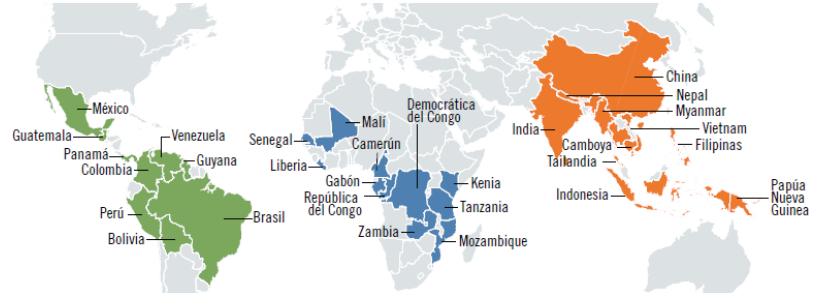 México
Guatemala
Panamá
Colombia
Venezuela
Guyana
Perú
Bolivia
Brasil
Senegal
Liberia
Malí
Camerún
Gabón
República
del Congo
Democrática
del Congo
Kenia
Tanzania
Zambia
Mozambique
China
Nepal
Myanmar
India
Vietnam
Camboya
Filipinas
Tailandia
Indonesia
Papúa
Nueva
Guinea